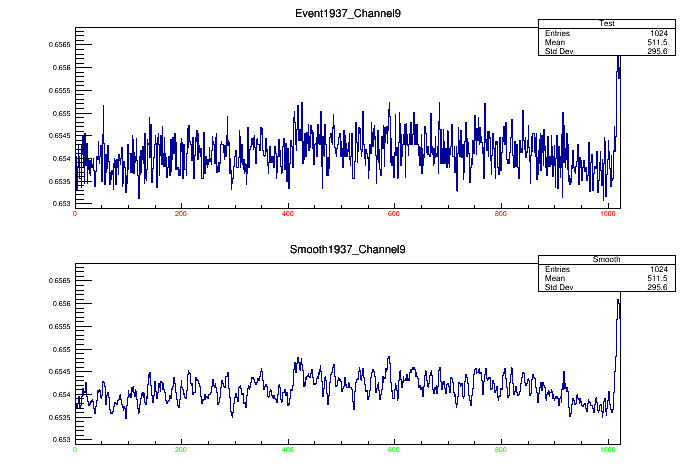 Event1937_Channel9
Test
Entries 1024
Mean 511.5
Std Dev 295.6
0.6565
0.656
0.6555
0.655
0.6545
0.654
0.6535
0.653
0 200 400 600 800 1000
Smooth1937_Channel9
Smooth
Entries 1024
Mean 511.5
Std Dev 295.6
0.6565
0.656
0.6555
0.655
0.6545
0.654
0.6535
0.653
0 200 400 600 800 1000